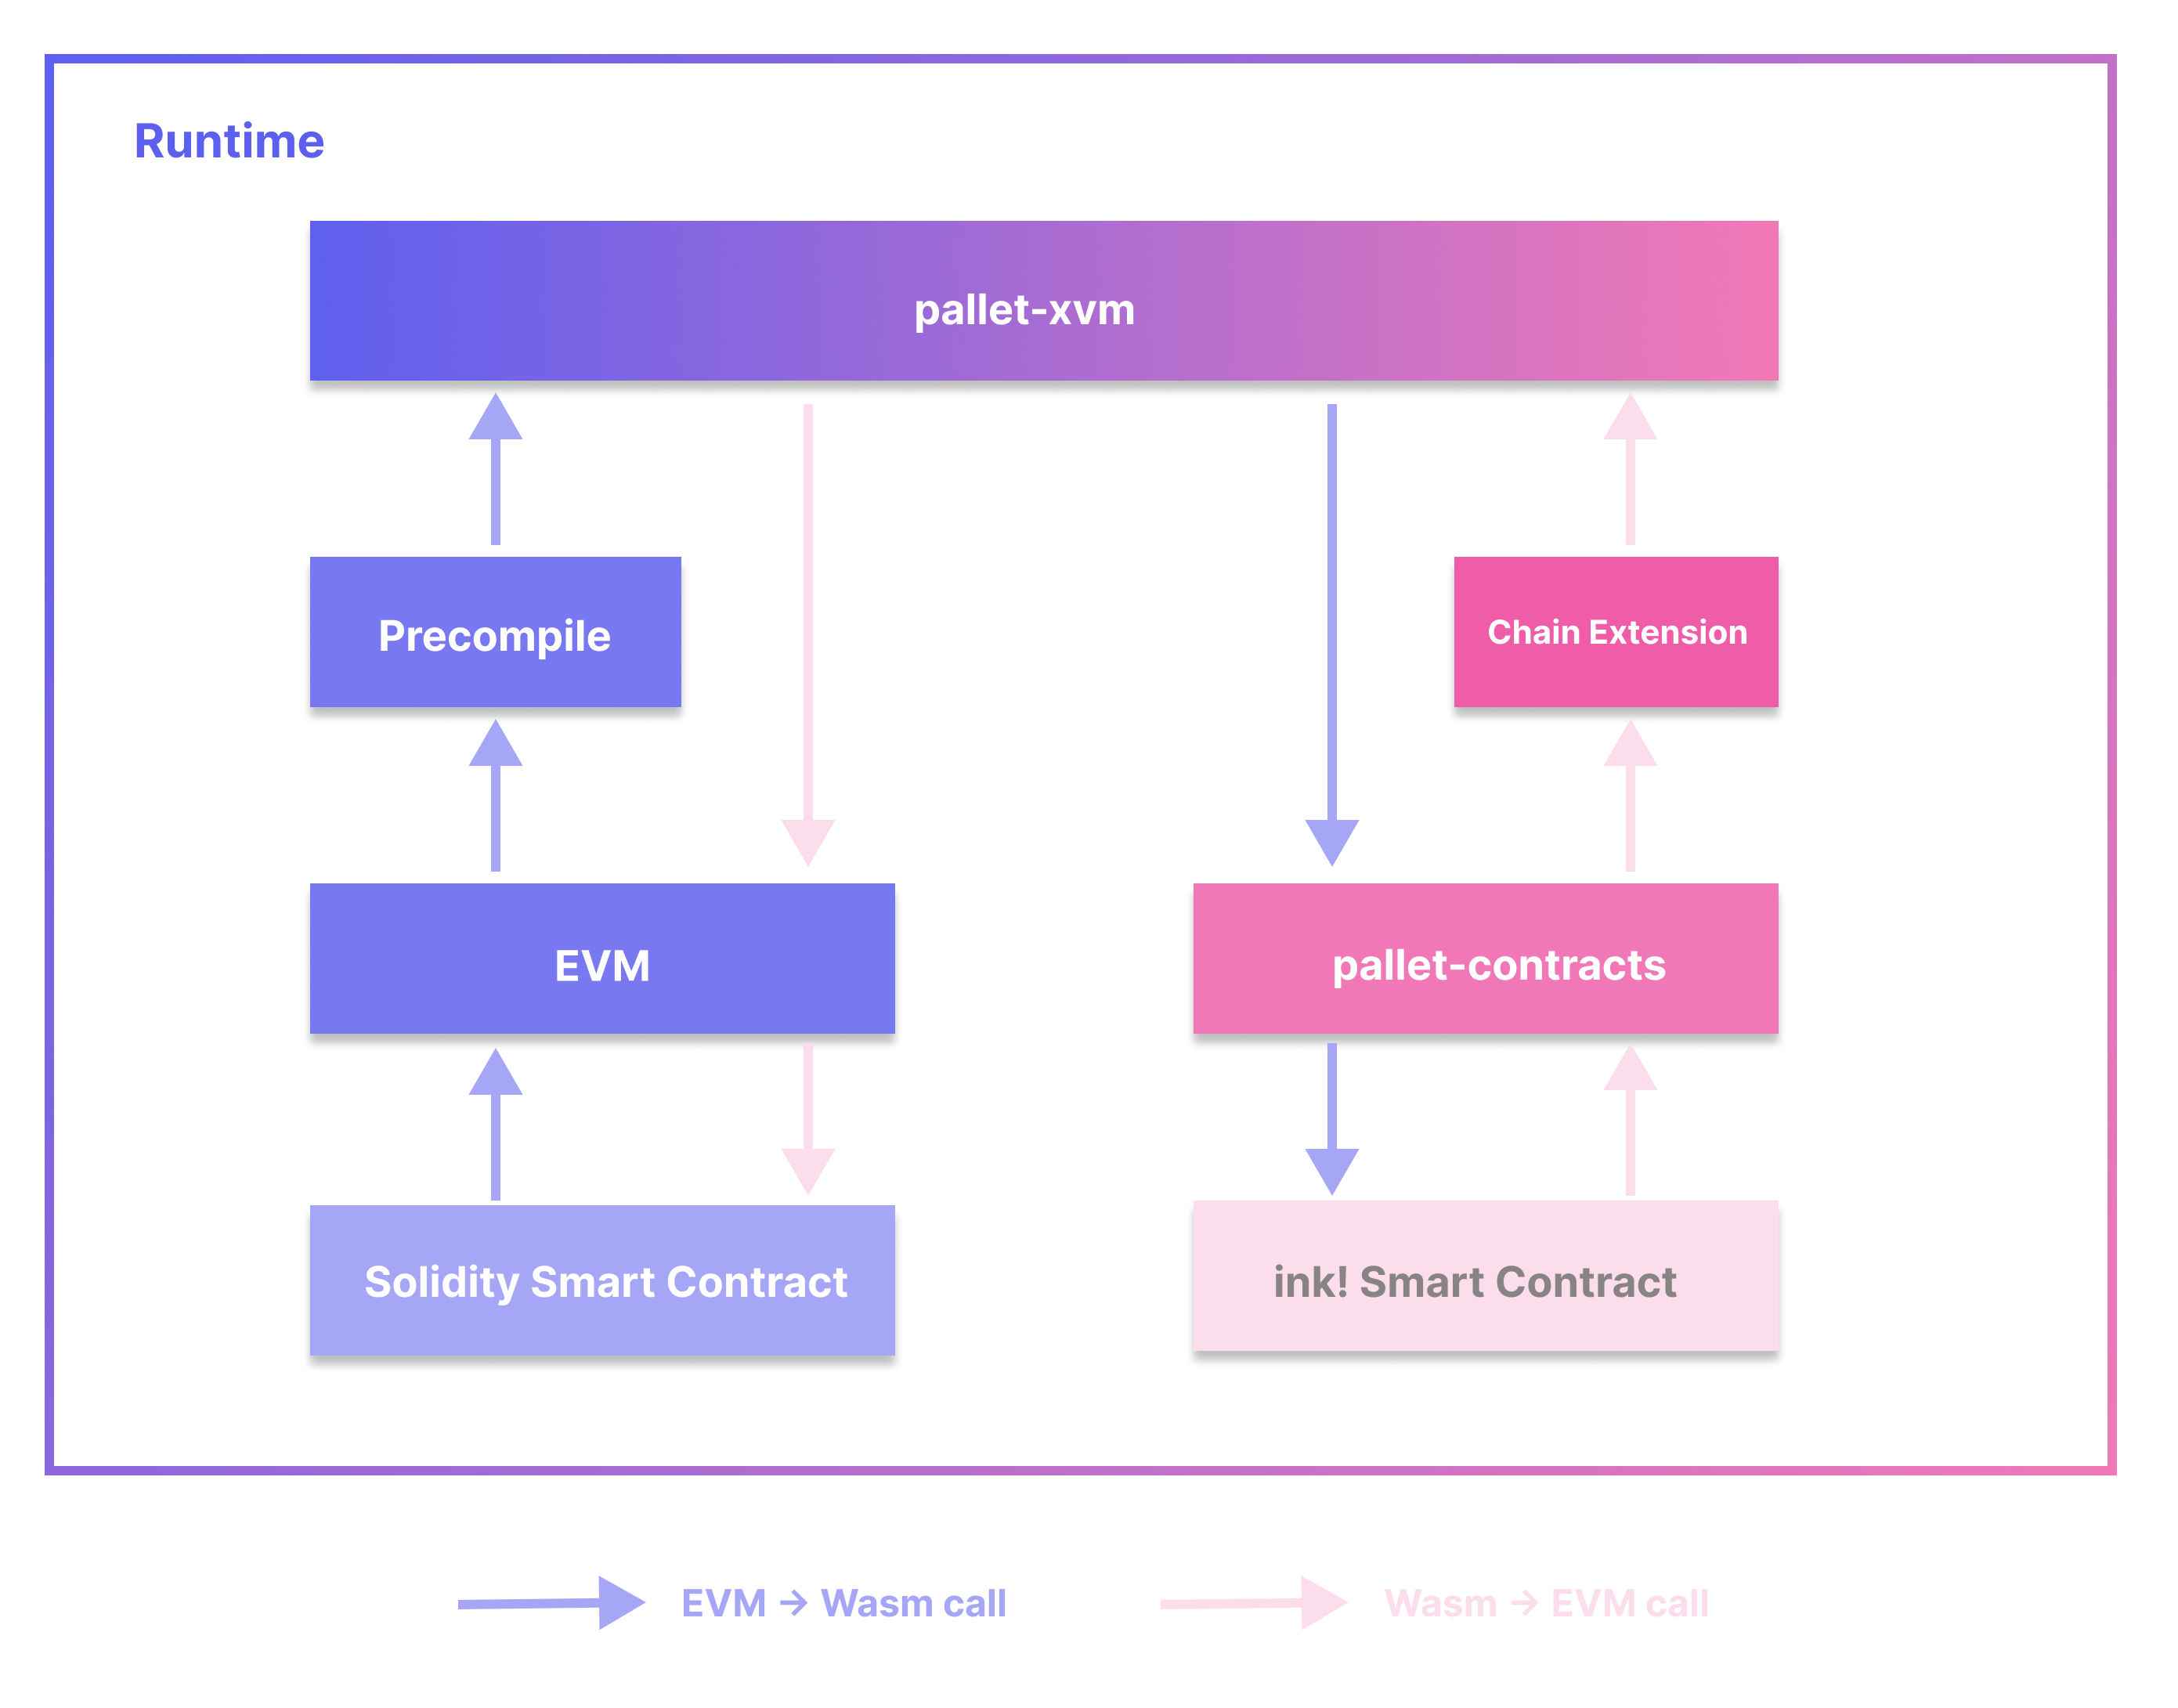 Runtime
pallet-xvm
Precompile
Chain Extension
EVM
pallet-contracts
Solidity Smart Contract
ink! Smart Contract
EVM → Wasm call
Wasm → EVM call